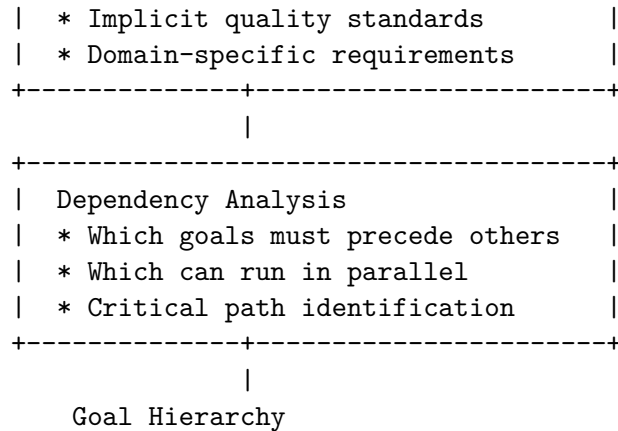 |  * Implicit quality standards        |
|  * Domain-specific requirements      |
+--------------+-----------------------+
               |
+--------------------------------------+
|  Dependency Analysis                 |
|  * Which goals must precede others   |
|  * Which can run in parallel         |
|  * Critical path identification      |
+--------------+-----------------------+
               |
    Goal Hierarchy